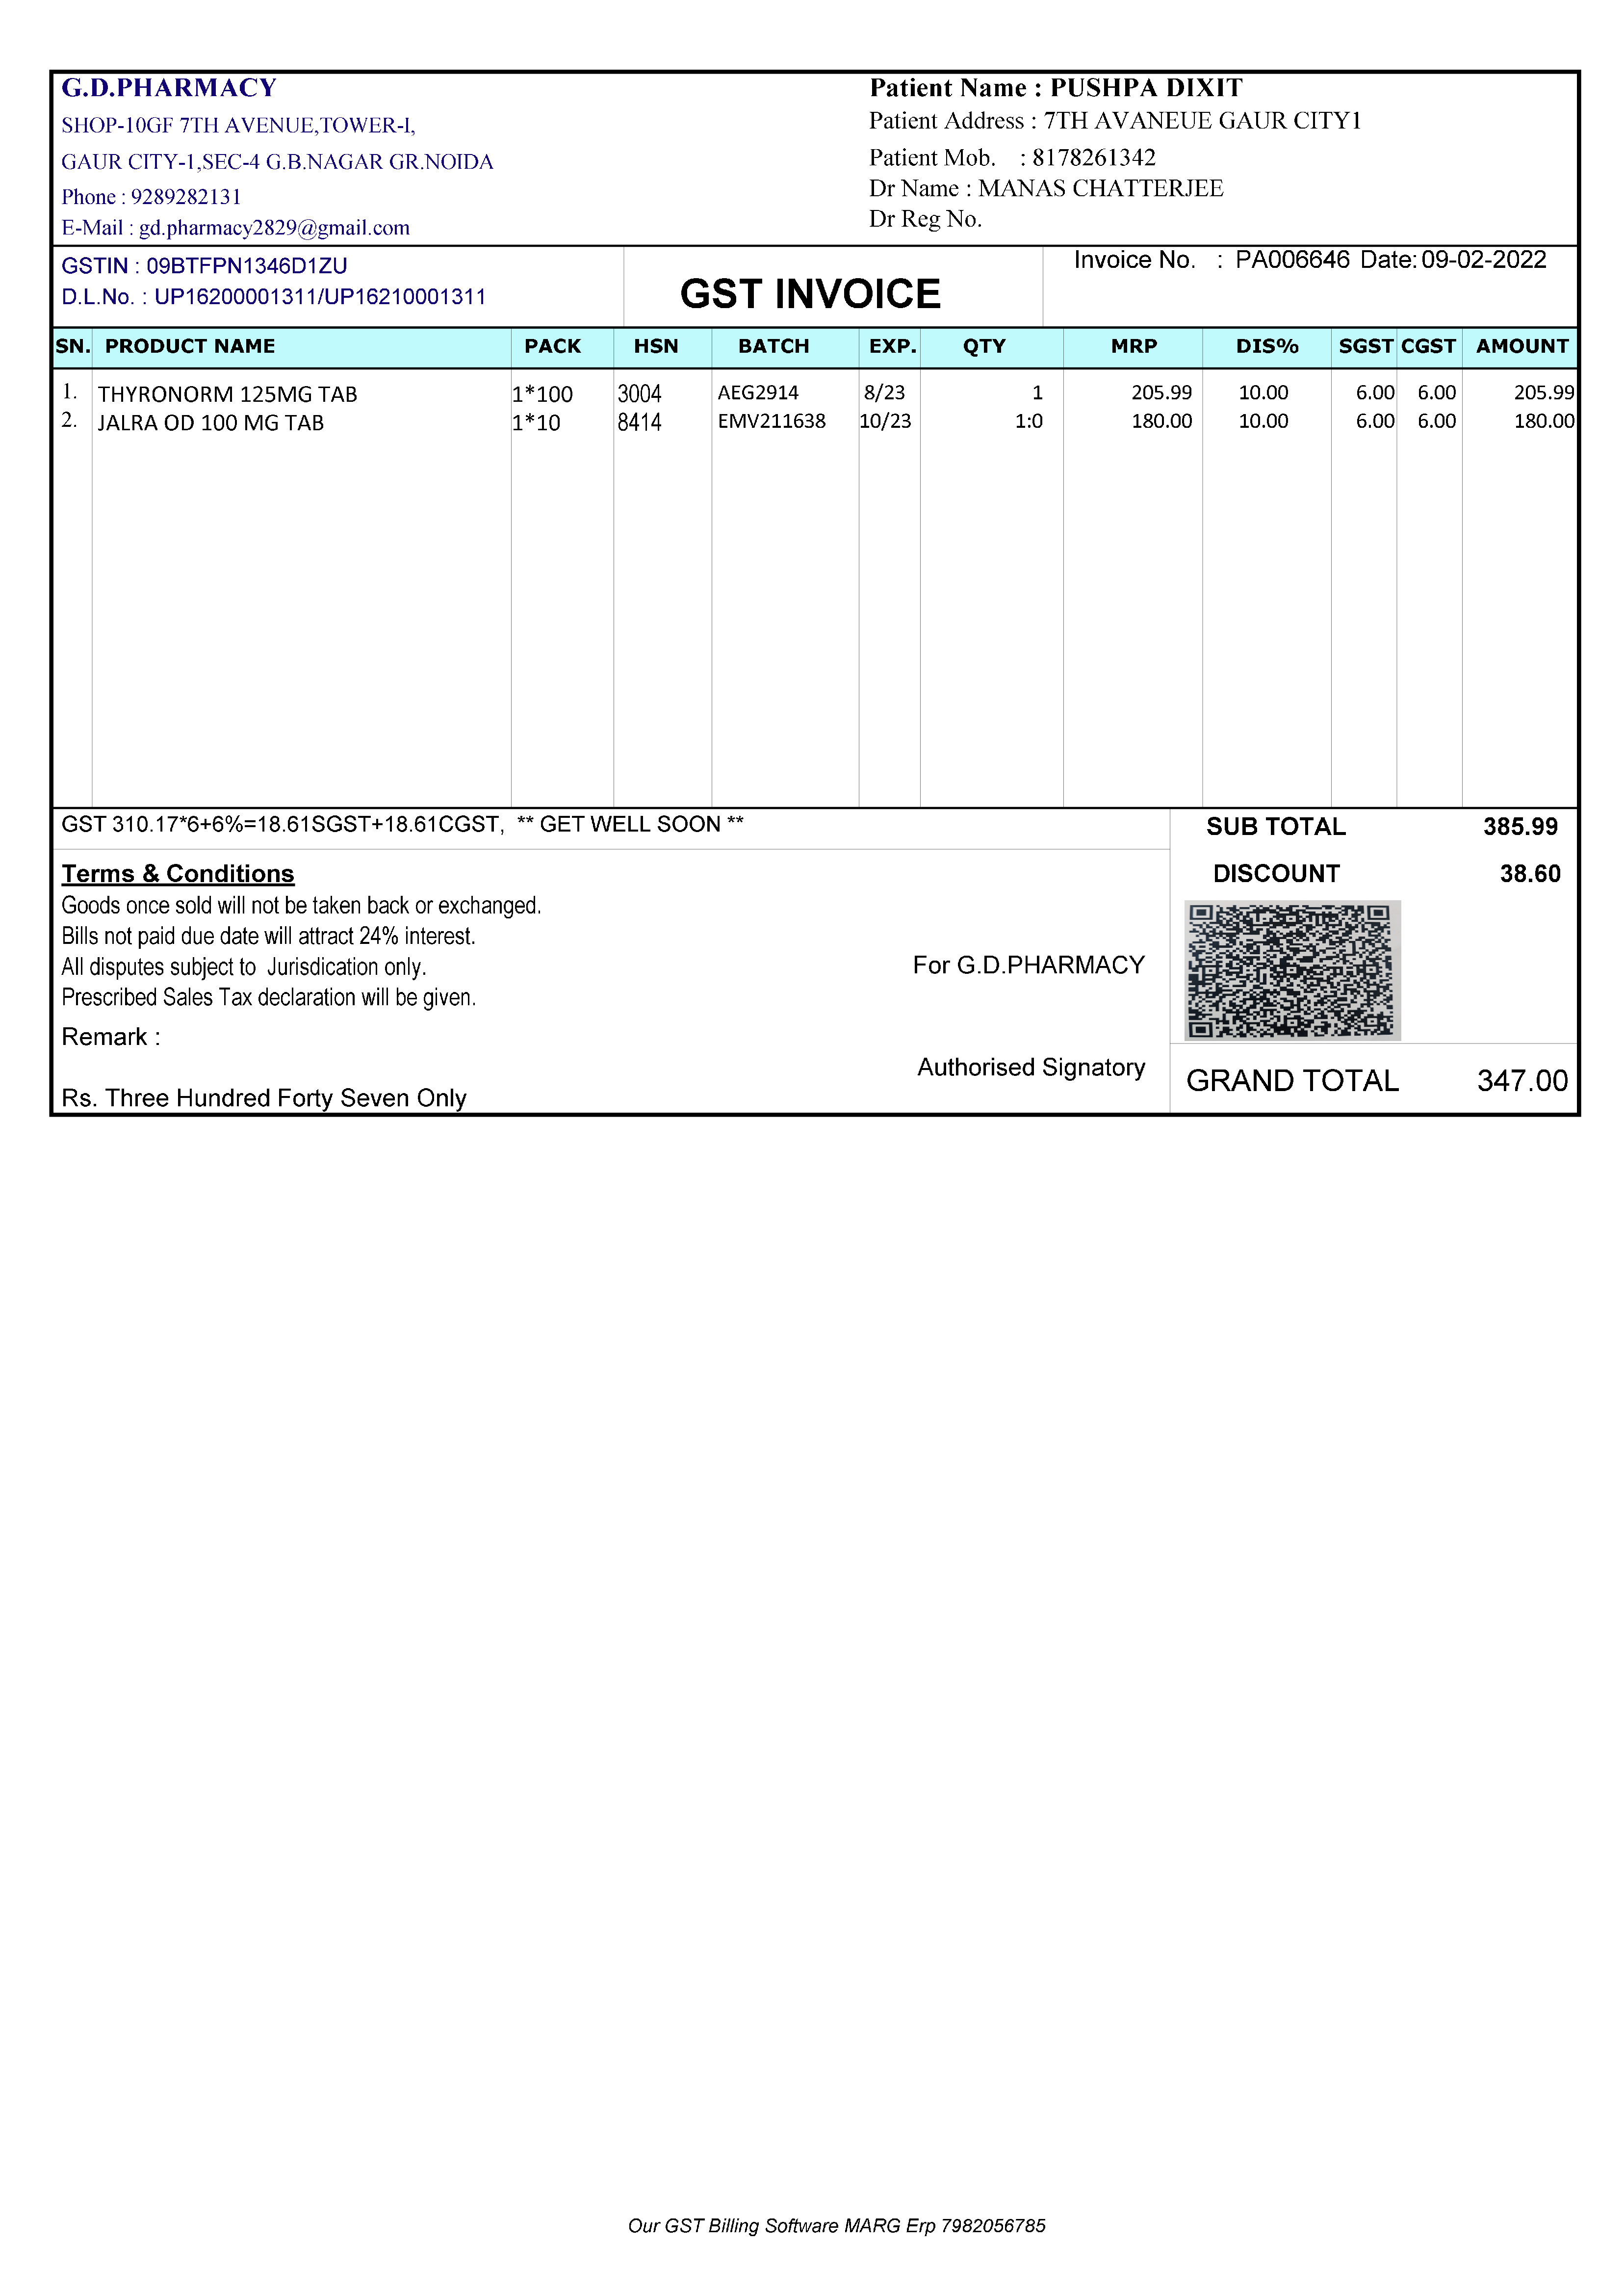 G.D.PHARMACY
SHOP-10GF 7TH AVENUE,TOWER-I,
GAUR CITY-1,SEC-4 G.B.NAGAR GR.NOIDA
Phone : 9289282131
E-Mail : gd.pharmacy2829@gmail.com
Patient Name : PUSHPA DIXIT
Patient Address : 7TH AVANEUE GAUR CITY1
Patient Mob. : 8178261342
Dr Name : MANAS CHATTERJEE
Dr Reg No.
GSTIN : 09BTFPN1346D1ZU
D.L.No. : UP16200001311/UP16210001311
GST INVOICE
Invoice No. : PA006646 Date: 09-02-2022
SN. PRODUCT NAME PACK HSN BATCH EXP. QTY MRP DIS% SGST CGST AMOUNT
1. THYRONORM 125MG TAB 1*100 3004 AEG2914 8/23 1 205.99 10.00 6.00 6.00 205.99
2. JALRA OD 100 MG TAB 1*10 8414 EMV211638 10/23 1:0 180.00 10.00 6.00 6.00 180.00
GST 310.17*6+6%=18.61SGST+18.61CGST, ** GET WELL SOON **
SUB TOTAL 385.99
DISCOUNT 38.60
Terms & Conditions
Goods once sold will not be taken back or exchanged.
Bills not paid due date will attract 24% interest.
All disputes subject to Jurisdication only.
Prescribed Sales Tax declaration will be given.
Remark :
Rs. Three Hundred Forty Seven Only
For G.D.PHARMACY
Authorised Signatory
GRAND TOTAL 347.00
Our GST Billing Software MARG Erp 7982056785